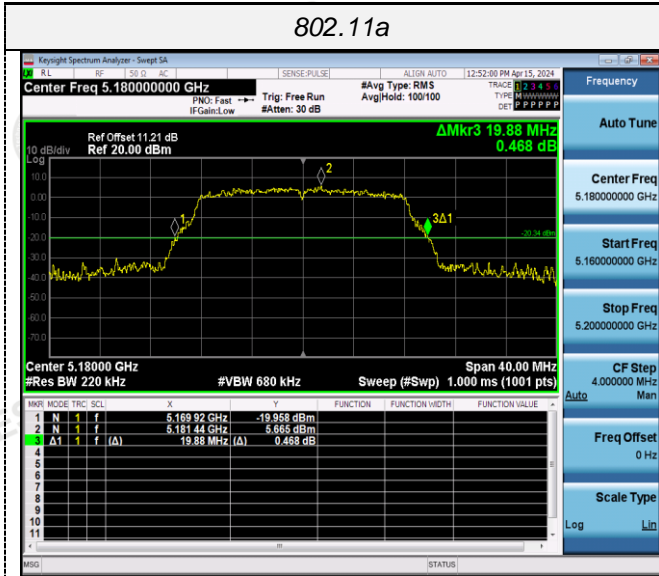 802.11a
Keysight Spectrum Analyzer - Swept SA
RL RF 50 Ω AC SENSE:PULSE ALIGN AUTO 12:52:00 PM Apr 15, 2024
Center Freq 5.180000000 GHz
PNO: Fast
IFGain:Low
Trig: Free Run
#Atten: 30 dB
#Avg Type: RMS
Avg|Hold: 100/100
TRACE 1 2 3 4 5 6
TYPE M W W W W W
DET P P P P P P
Frequency
Auto Tune
Center Freq
5.180000000 GHz
Start Freq
5.160000000 GHz
Stop Freq
5.200000000 GHz
CF Step
4.000000 MHz
Auto Man
Freq Offset
0 Hz
Scale Type
Log Lin
Ref Offset 11.21 dB
10 dB/div Ref 20.00 dBm
ΔMkr3 19.88 MHz
0.468 dB
Log
10.0
0.00
-10.0
-20.0
-30.0
-40.0
-50.0
-60.0
-70.0
1
2
3Δ1
-20.34 dBm
Center 5.18000 GHz Span 40.00 MHz
#Res BW 220 kHz #VBW 680 kHz Sweep (#Swp) 1.000 ms (1001 pts)
MKR MODE TRC SCL X Y FUNCTION FUNCTION WIDTH FUNCTION VALUE
1 N 1 f 5.169 92 GHz -19.958 dBm
2 N 1 f 5.181 44 GHz 5.665 dBm
3 Δ1 1 f (Δ) 19.88 MHz (Δ) 0.468 dB
4
5
6
7
8
9
10
11
MSG STATUS